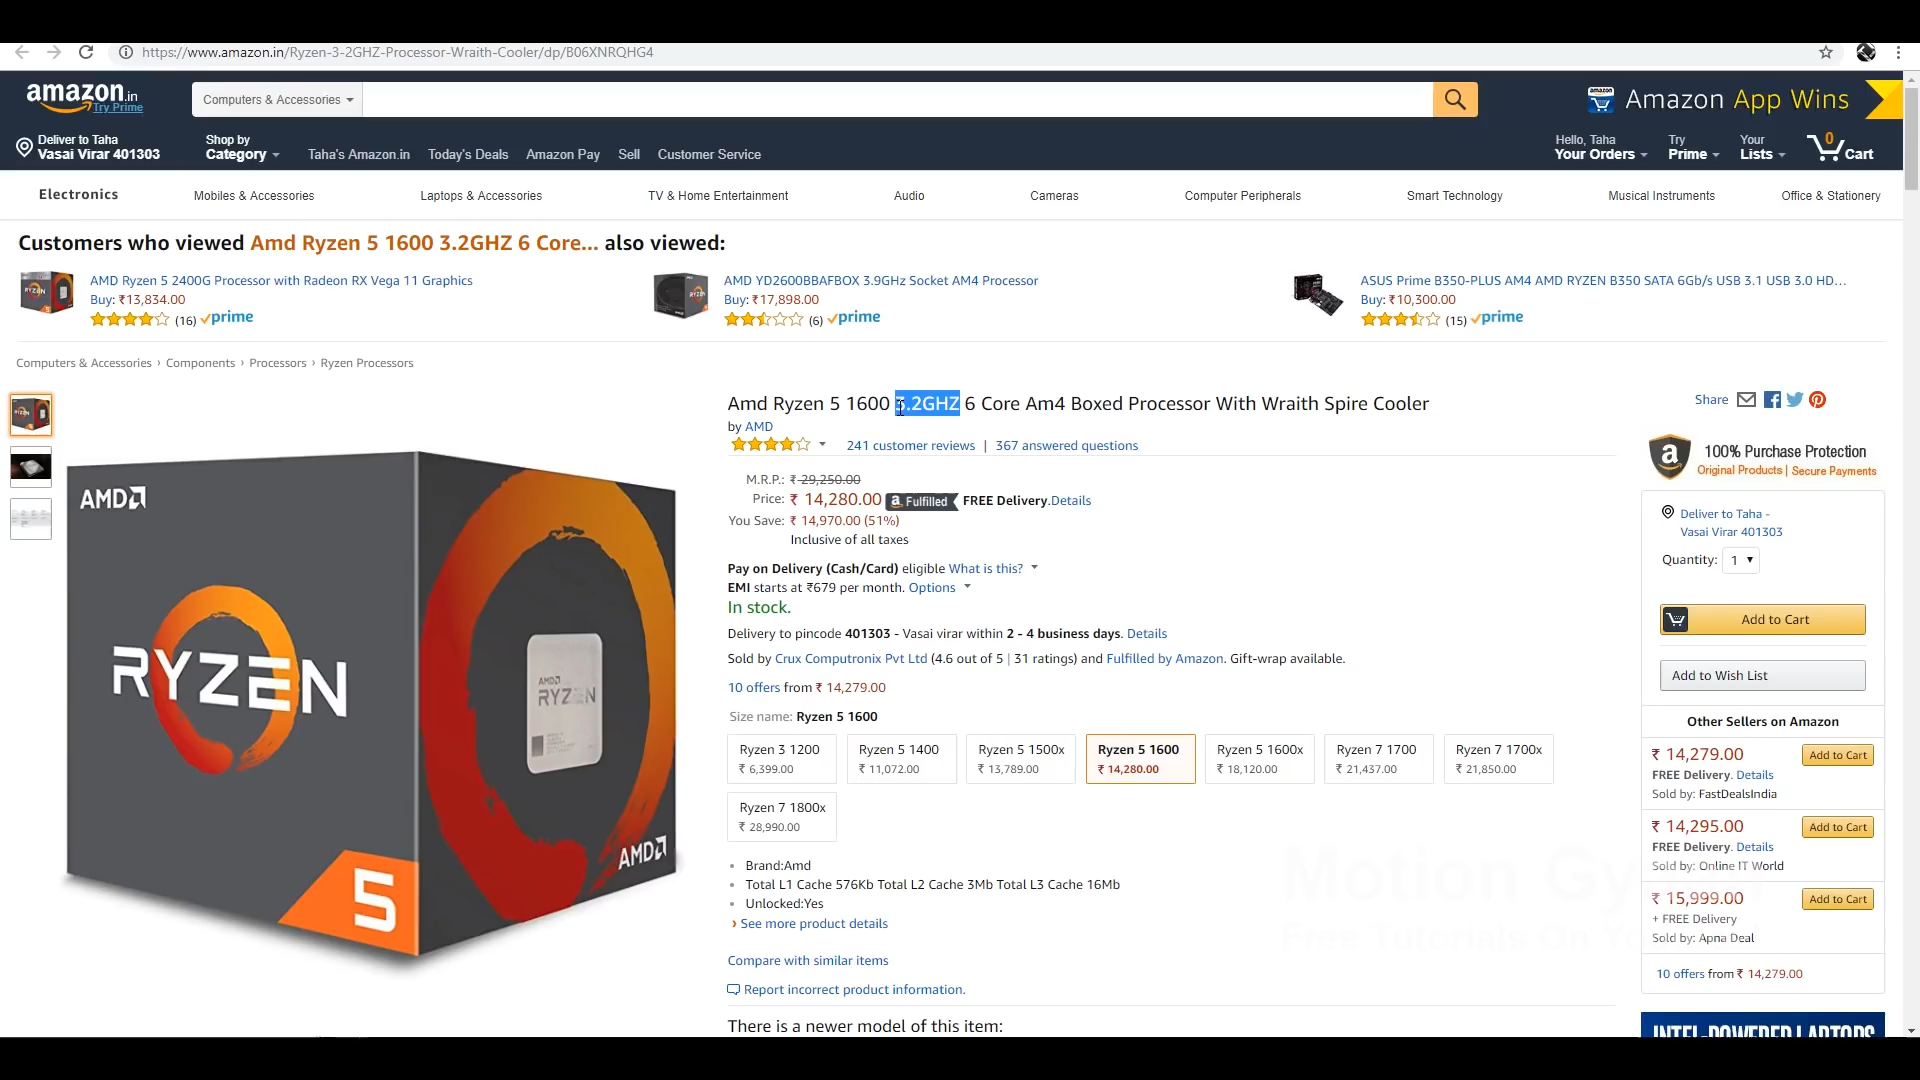 https://www.amazon.in/Ryzen-3-2GHZ-Processor-Wraith-Cooler/dp/B06XNRQHG4
amazon.in
Try Prime
Computers & Accessories
Amazon App Wins
Deliver to Taha
Vasai Virar 401303
Shop by
Category
Taha's Amazon.in
Today's Deals
Amazon Pay
Sell
Customer Service
Hello, Taha
Your Orders
Try
Prime
Your
Lists
0
Cart
Electronics
Mobiles & Accessories
Laptops & Accessories
TV & Home Entertainment
Audio
Cameras
Computer Peripherals
Smart Technology
Musical Instruments
Office & Stationery
Customers who viewed Amd Ryzen 5 1600 3.2GHZ 6 Core... also viewed:
AMD Ryzen 5 2400G Processor with Radeon RX Vega 11 Graphics
Buy: ₹13,834.00
(16) prime
AMD YD2600BBAFBOX 3.9GHz Socket AM4 Processor
Buy: ₹17,898.00
(6) prime
ASUS Prime B350-PLUS AM4 AMD RYZEN B350 SATA 6Gb/s USB 3.1 USB 3.0 HD...
Buy: ₹10,300.00
(15) prime
Computers & Accessories › Components › Processors › Ryzen Processors
AMD
RYZEN
5
AMD
RYZEN
AMD
Amd Ryzen 5 1600 3.2GHZ 6 Core Am4 Boxed Processor With Wraith Spire Cooler
by AMD
241 customer reviews | 367 answered questions
M.R.P.: ₹ 29,250.00
Price: ₹ 14,280.00 a Fulfilled FREE Delivery.Details
You Save: ₹ 14,970.00 (51%)
Inclusive of all taxes
Pay on Delivery (Cash/Card) eligible What is this?
EMI starts at ₹679 per month. Options
In stock.
Delivery to pincode 401303 - Vasai virar within 2 - 4 business days. Details
Sold by Crux Computronix Pvt Ltd (4.6 out of 5 | 31 ratings) and Fulfilled by Amazon. Gift-wrap available.
10 offers from ₹ 14,279.00
Size name: Ryzen 5 1600
Ryzen 3 1200
₹ 6,399.00
Ryzen 5 1400
₹ 11,072.00
Ryzen 5 1500x
₹ 13,789.00
Ryzen 5 1600
₹ 14,280.00
Ryzen 5 1600x
₹ 18,120.00
Ryzen 7 1700
₹ 21,437.00
Ryzen 7 1700x
₹ 21,850.00
Ryzen 7 1800x
₹ 28,990.00
• Brand:Amd
• Total L1 Cache 576Kb Total L2 Cache 3Mb Total L3 Cache 16Mb
• Unlocked:Yes
› See more product details
Compare with similar items
Report incorrect product information.
There is a newer model of this item:
Share
a
100% Purchase Protection
Original Products | Secure Payments
Deliver to Taha -
Vasai Virar 401303
Quantity: 1
Add to Cart
Add to Wish List
Other Sellers on Amazon
₹ 14,279.00
Add to Cart
FREE Delivery. Details
Sold by: FastDealsIndia
₹ 14,295.00
Add to Cart
FREE Delivery. Details
Sold by: Online IT World
₹ 15,999.00
Add to Cart
+ FREE Delivery
Sold by: Apna Deal
10 offers from ₹ 14,279.00
INTEL-POWERED LAPTOPS
Motion
Free Tutorials On